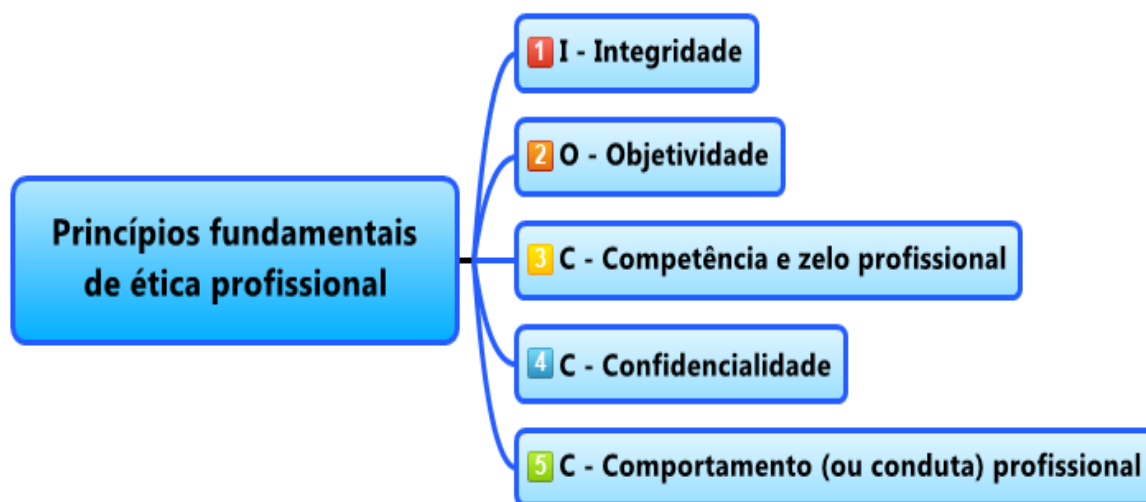 Princípios fundamentais
de ética profissional
1 I - Integridade
2 O - Objetividade
3 C - Competência e zelo profissional
4 C - Confidencialidade
5 C - Comportamento (ou conduta) profissional